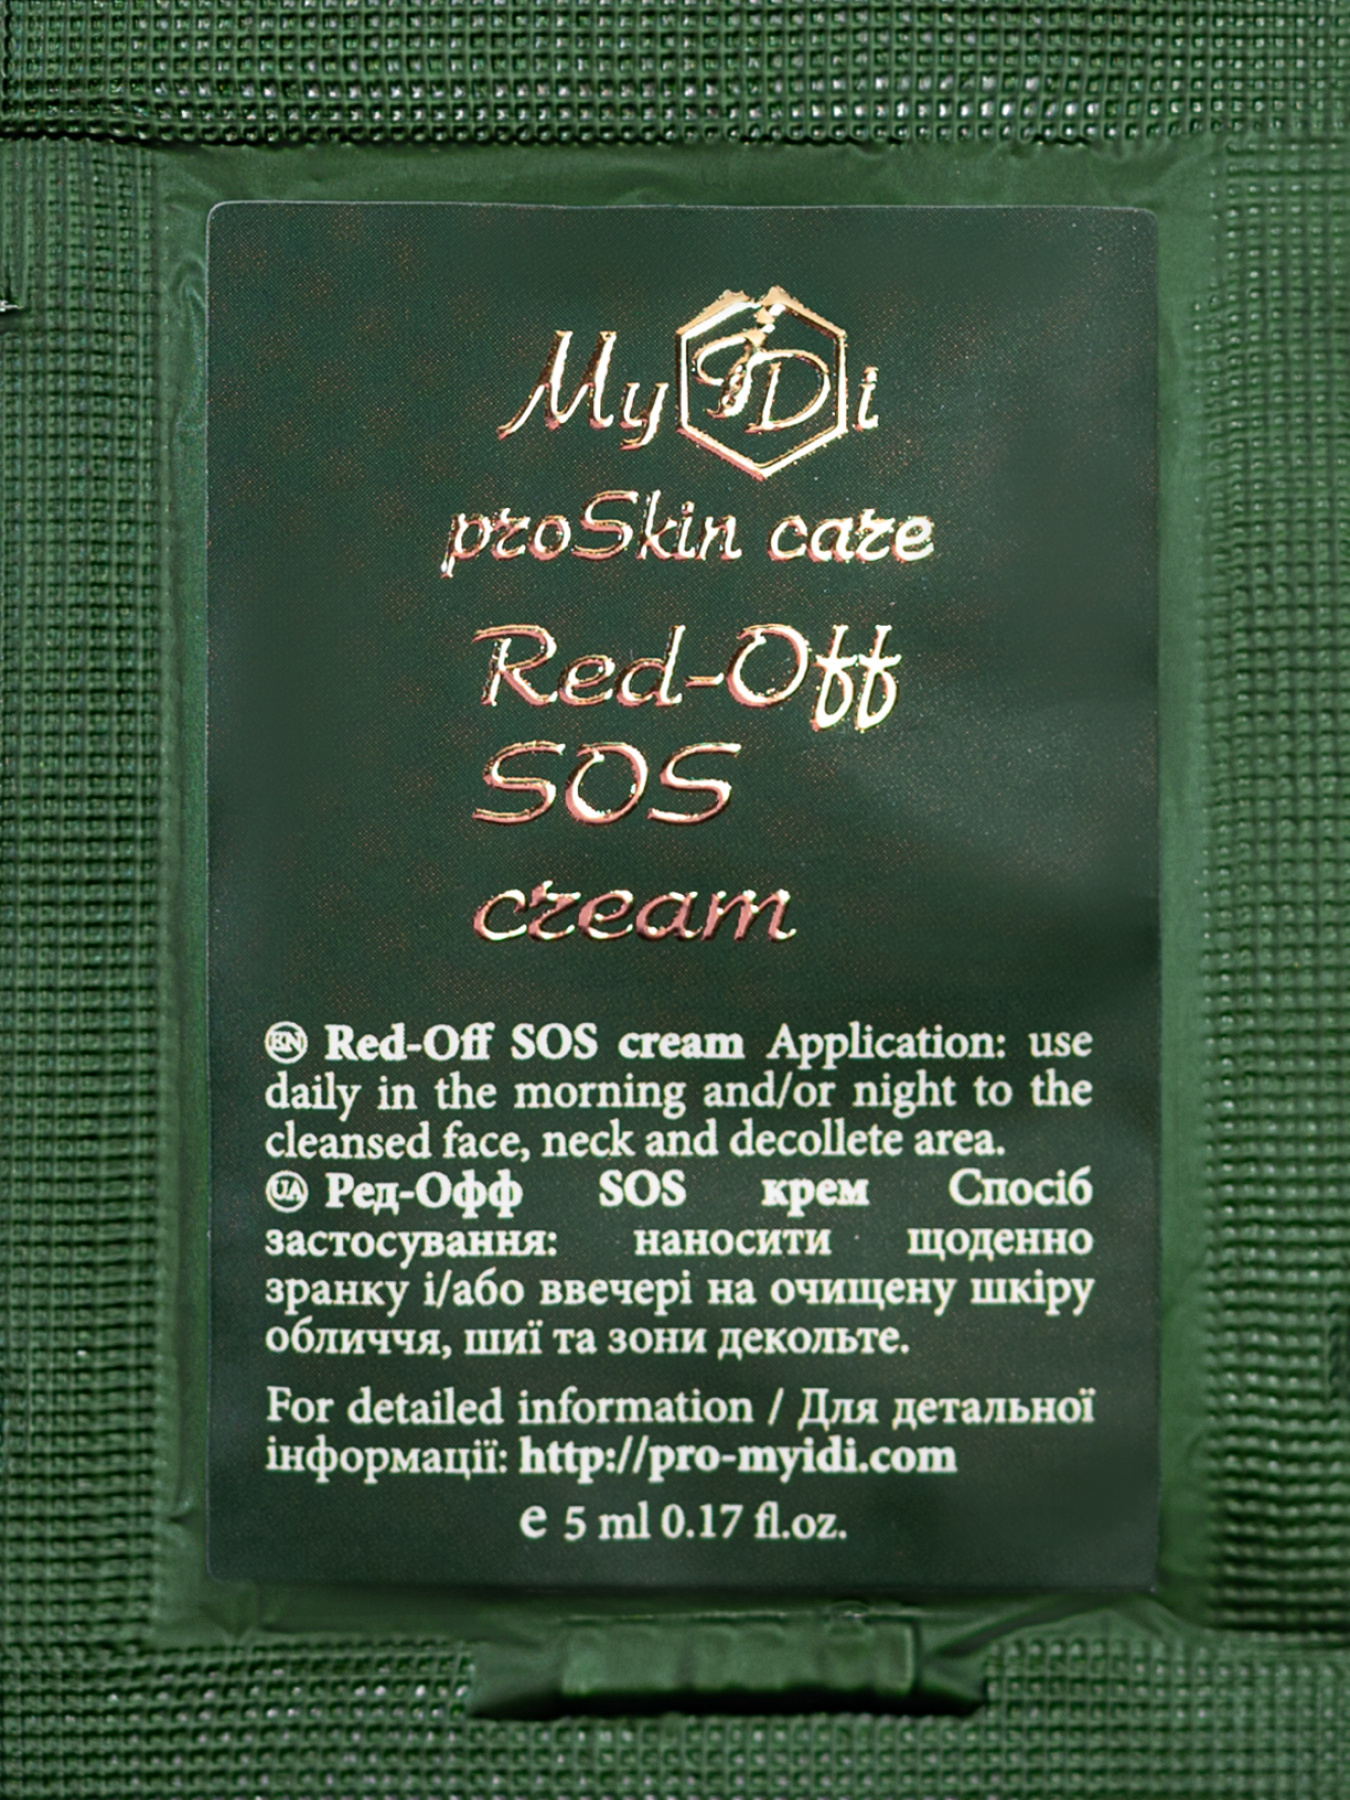 MyIDi
proSkin care
Red-Off
SOS
cream
EN Red-Off SOS cream Application: use
daily in the morning and/or night to the
cleansed face, neck and decollete area.
UA Ред-Офф SOS крем Спосіб
застосування: наносити щоденно
зранку і/або ввечері на очищену шкіру
обличчя, шиї та зони декольте.
For detailed information / Для детальної
інформації: http://pro-myidi.com
e 5 ml 0.17 fl.oz.